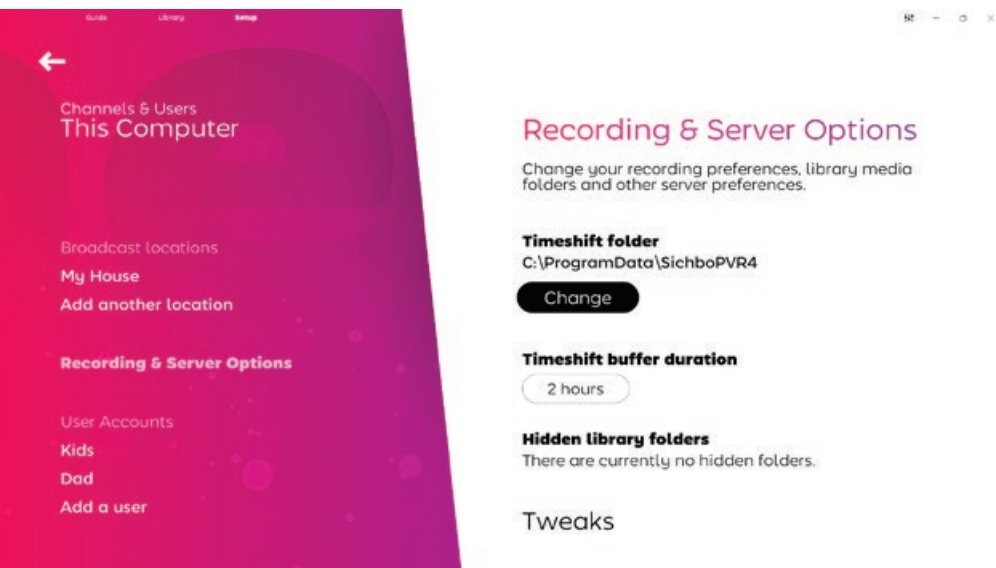 Guide Library Setup
Channels & Users
This Computer
Broadcast locations
My House
Add another location
Recording & Server Options
User Accounts
Kids
Dad
Add a user
Recording & Server Options
Change your recording preferences, library media
folders and other server preferences.
Timeshift folder
C:\ProgramData\SichboPVR4
Change
Timeshift buffer duration
2 hours
Hidden library folders
There are currently no hidden folders.
Tweaks